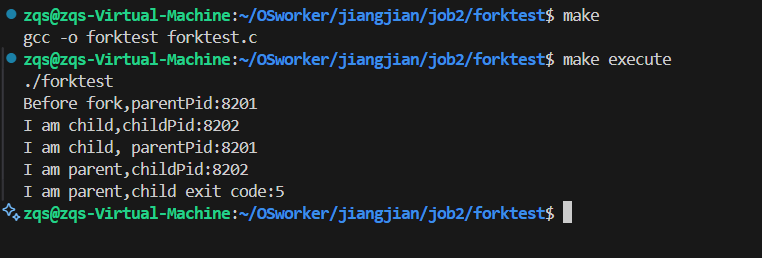 zqs@zqs-Virtual-Machine:~/OSworker/jiangjian/job2/forktest$ make
gcc -o forktest forktest.c
zqs@zqs-Virtual-Machine:~/OSworker/jiangjian/job2/forktest$ make execute
./forktest
Before fork,parentPid:8201
I am child,childPid:8202
I am child, parentPid:8201
I am parent,childPid:8202
I am parent,child exit code:5
zqs@zqs-Virtual-Machine:~/OSworker/jiangjian/job2/forktest$